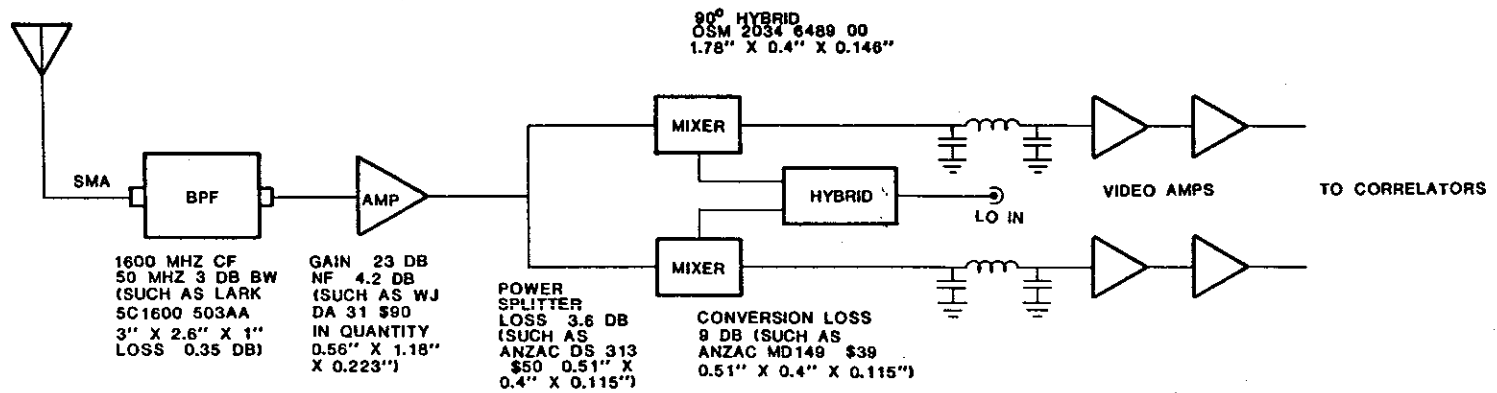 90° HYBRID
OSM 2034 6489 00
1.78" X 0.4" X 0.146"
MIXER
SMA
BPF
AMP
HYBRID
LO IN
VIDEO AMPS
TO CORRELATORS
MIXER
1600 MHZ CF
50 MHZ 3 DB BW
(SUCH AS LARK
5C1600 503AA
3" X 2.6" X 1"
LOSS 0.35 DB)
GAIN 23 DB
NF 4.2 DB
(SUCH AS WJ
DA 31 $90
IN QUANTITY
0.56" X 1.18"
X 0.223")
POWER
SPLITTER
LOSS 3.6 DB
(SUCH AS
ANZAC DS 313
$50 0.51" X
0.4" X 0.115")
CONVERSION LOSS
9 DB (SUCH AS
ANZAC MD149 $39
0.51" X 0.4" X 0.115")